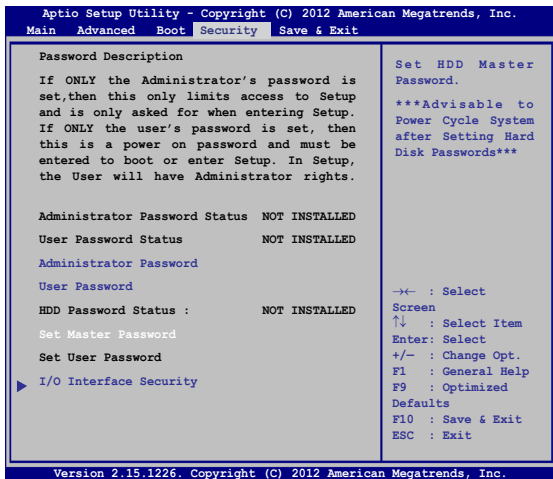 Aptio Setup Utility - Copyright (C) 2012 American Megatrends, Inc.
Main Advanced Boot Security Save & Exit
Password Description
If ONLY the Administrator's password is
set,then this only limits access to Setup
and is only asked for when entering Setup.
If ONLY the user's password is set, then
this is a power on password and must be
entered to boot or enter Setup. In Setup,
the User will have Administrator rights.
Administrator Password Status NOT INSTALLED
User Password Status NOT INSTALLED
Administrator Password
User Password
HDD Password Status : NOT INSTALLED
Set Master Password
Set User Password
I/O Interface Security
Set HDD Master
Password.
***Advisable to
Power Cycle System
after Setting Hard
Disk Passwords***
→← : Select
Screen
↑↓ : Select Item
Enter: Select
+/— : Change Opt.
F1 : General Help
F9 : Optimized
Defaults
F10 : Save & Exit
ESC : Exit
Version 2.15.1226. Copyright (C) 2012 American Megatrends, Inc.